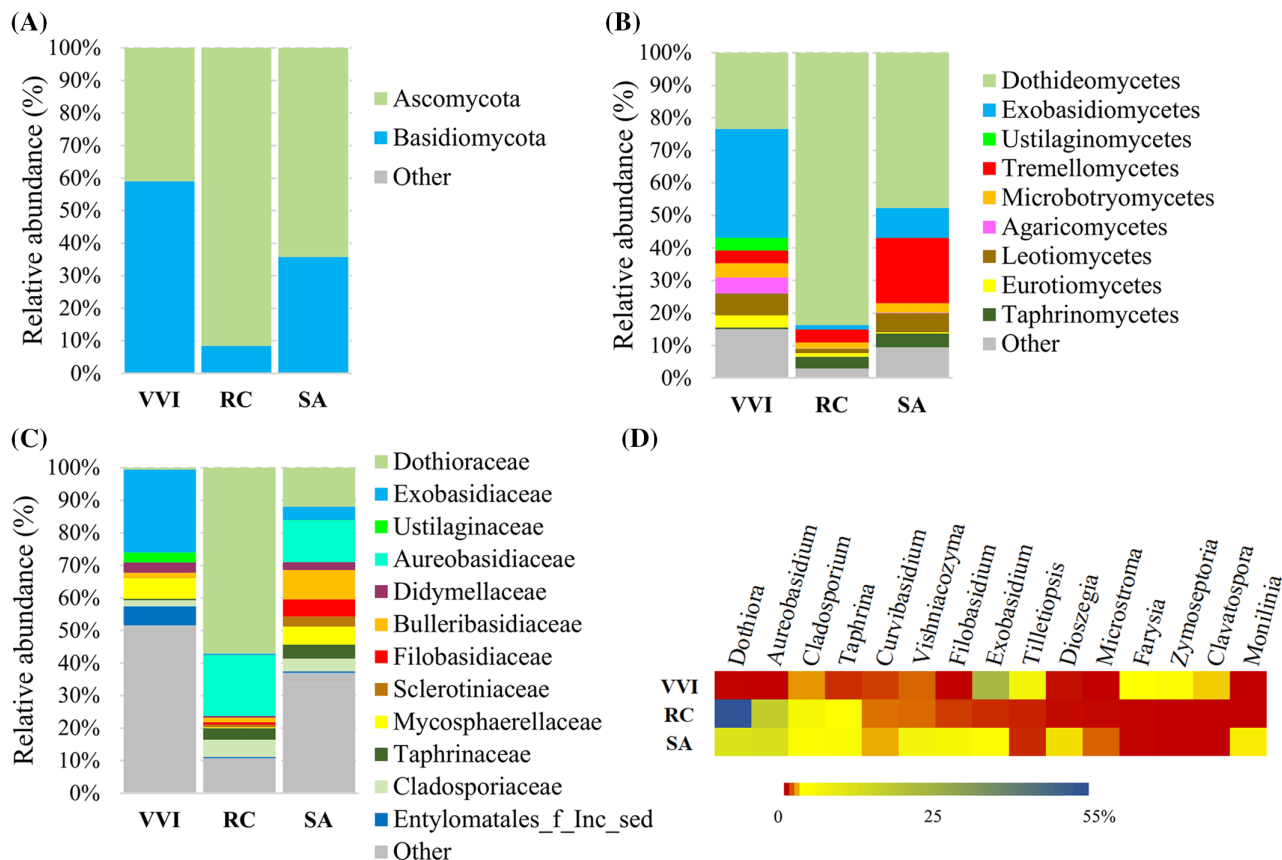 (A)
Relative abundance (%)
100%
90%
80%
70%
60%
50%
40%
30%
20%
10%
0%
VVI RC SA
Ascomycota
Basidiomycota
Other
(B)
Relative abundance (%)
100%
90%
80%
70%
60%
50%
40%
30%
20%
10%
0%
VVI RC SA
Dothideomycetes
Exobasidiomycetes
Ustilaginomycetes
Tremellomycetes
Microbotryomycetes
Agaricomycetes
Leotiomycetes
Eurotiomycetes
Taphrinomycetes
Other
(C)
Relative abundance (%)
100%
90%
80%
70%
60%
50%
40%
30%
20%
10%
0%
VVI RC SA
Dothioraceae
Exobasidiaceae
Ustilaginaceae
Aureobasidiaceae
Didymellaceae
Bulleribasidiaceae
Filobasidiaceae
Sclerotiniaceae
Mycosphaerellaceae
Taphrinaceae
Cladosporiaceae
Entylomatales_f_Inc_sed
Other
(D)
Dothiora
Aureobasidium
Cladosporium
Taphrina
Curvibasidium
Vishniacozyma
Filobasidium
Exobasidium
Tilletiopsis
Dioszegia
Microstroma
Farysia
Zymoseptoria
Clavatospora
Monilinia
VVI
RC
SA
0 25 55%